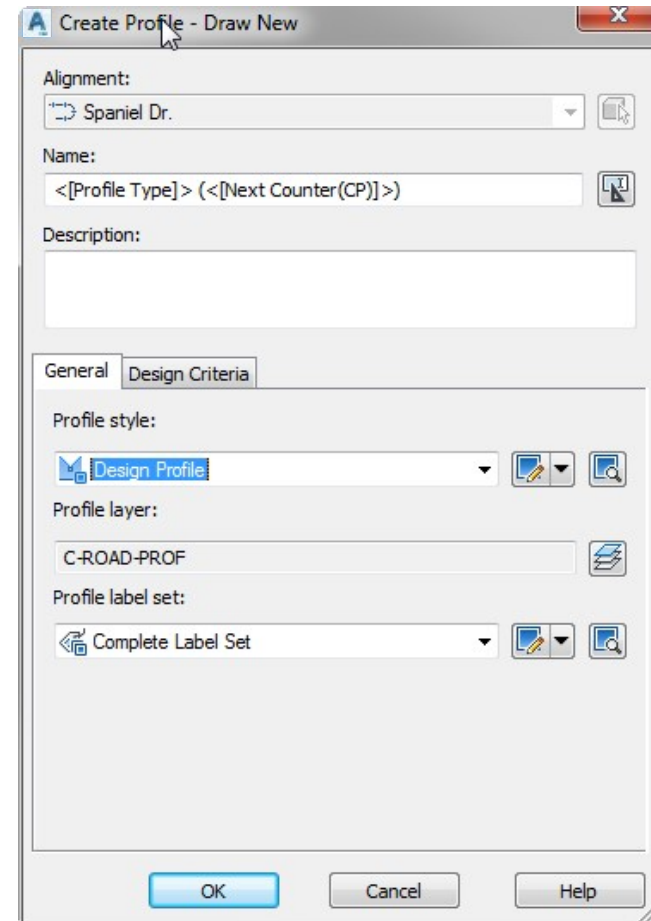 Create Profile - Draw New
Alignment:
Spaniel Dr.
Name:
<[Profile Type]> (<[Next Counter(CP)]>)
Description:
General Design Criteria
Profile style:
Design Profile
Profile layer:
C-ROAD-PROF
Profile label set:
Complete Label Set
OK Cancel Help